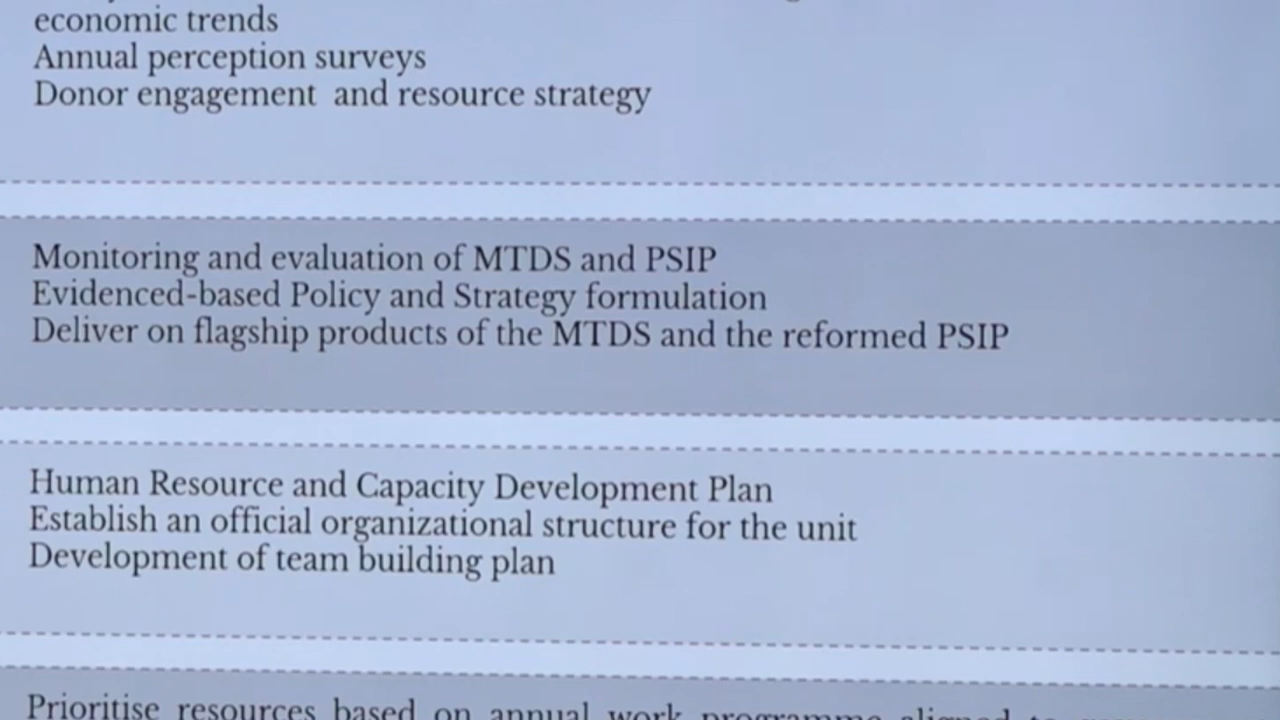 economic trends
Annual perception surveys
Donor engagement and resource strategy
Monitoring and evaluation of MTDS and PSIP
Evidenced-based Policy and Strategy formulation
Deliver on flagship products of the MTDS and the reformed PSIP
Human Resource and Capacity Development Plan
Establish an official organizational structure for the unit
Development of team building plan
Prioritise resources based on annual work programme aligned to